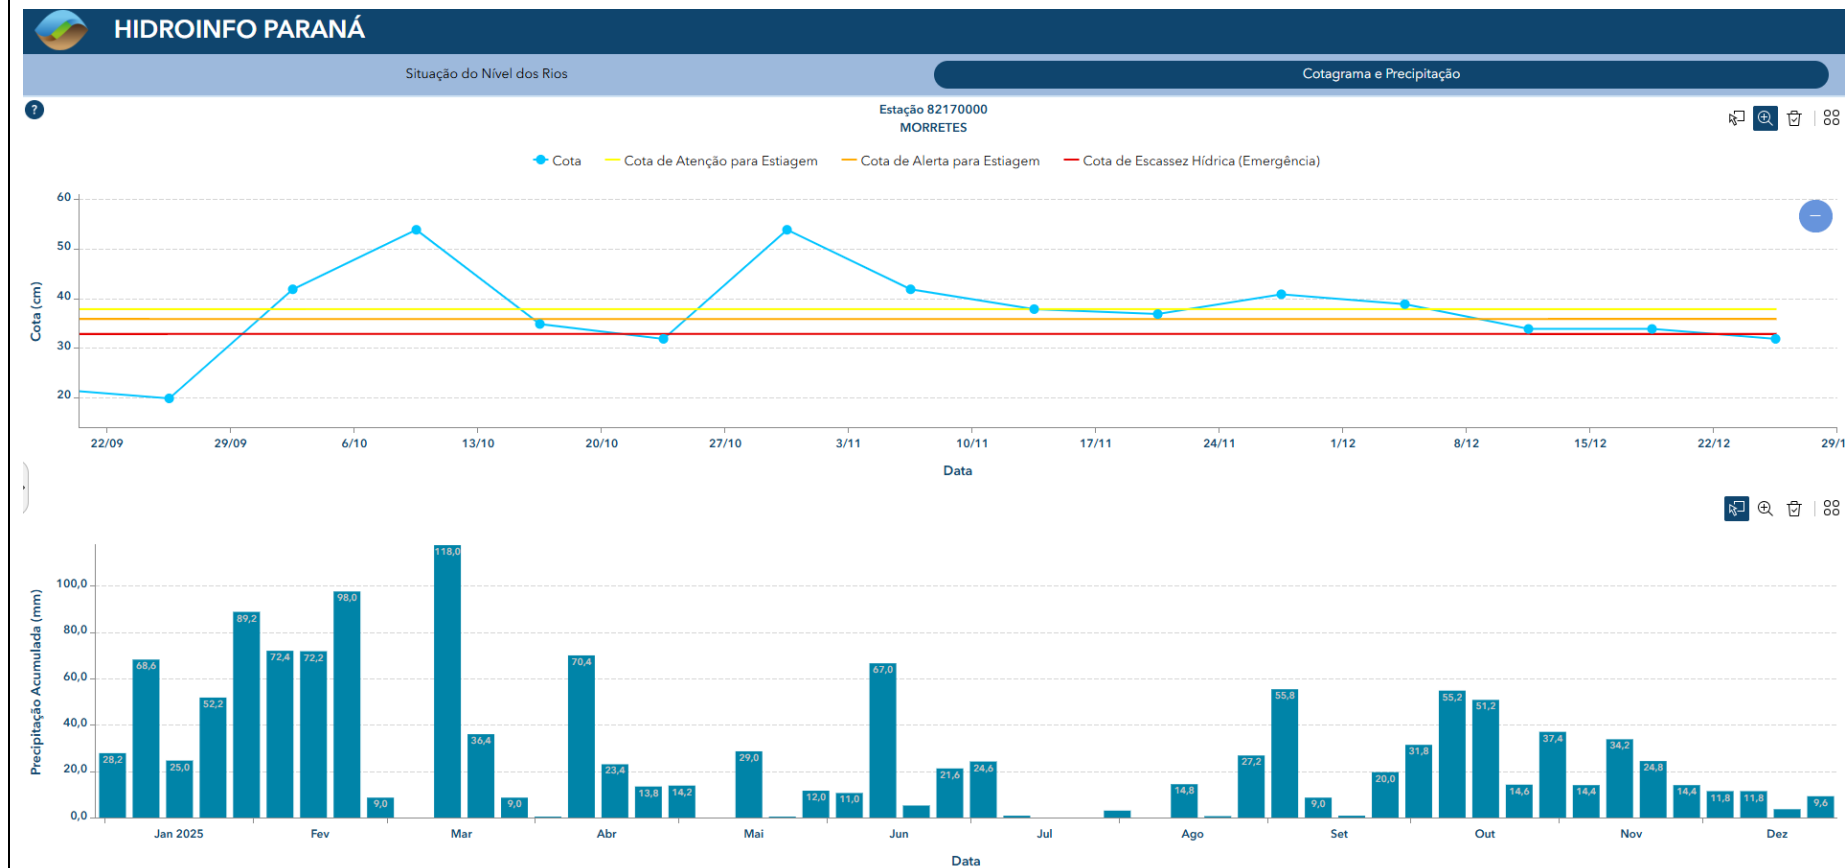 HIDROINFO PARANÁ
Situação do Nível dos Rios
Cotagrama e Precipitação
?
Estação 82170000
MORRETES
Cota
Cota de Atenção para Estiagem
Cota de Alerta para Estiagem
Cota de Escassez Hídrica (Emergência)
Cota (cm)
60
50
40
30
20
22/09 29/09 6/10 13/10 20/10 27/10 3/11 10/11 17/11 24/11 1/12 8/12 15/12 22/12 29/1
Data
Precipitação Acumulada (mm)
100,0
80,0
60,0
40,0
20,0
0,0
28,2 68,6 25,0 52,2 89,2 72,4 72,2 98,0 9,0 118,0 36,4 9,0 70,4 23,4 13,8 14,2 29,0 12,0 11,0 67,0 21,6 24,6 14,8 27,2 55,8 9,0 20,0 31,8 55,2 51,2 14,6 37,4 14,4 34,2 24,8 14,4 11,8 11,8 9,6
Jan 2025 Fev Mar Abr Mai Jun Jul Ago Set Out Nov Dez
Data